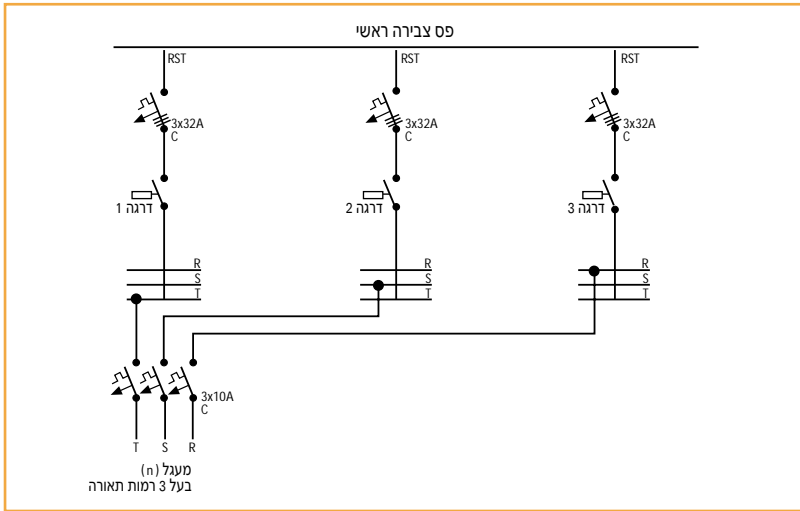 פס צבירה ראשי
RST
RST
RST
3x32A
C
3x32A
C
3x32A
C
דרגה 1
דרגה 2
דרגה 3
R
S
T
R
S
T
R
S
T
3x10A
C
T
S
R
מעגל (n)
בעל 3 רמות תאורה